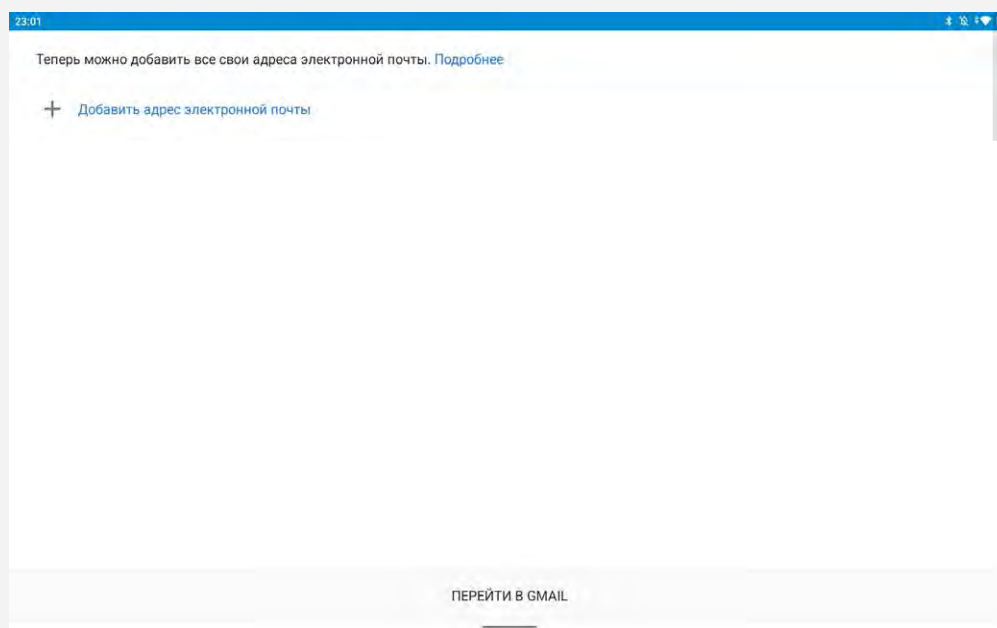 23:01
Теперь можно добавить все свои адреса электронной почты. Подробнее
Добавить адрес электронной почты
ПЕРЕЙТИ В GMAIL